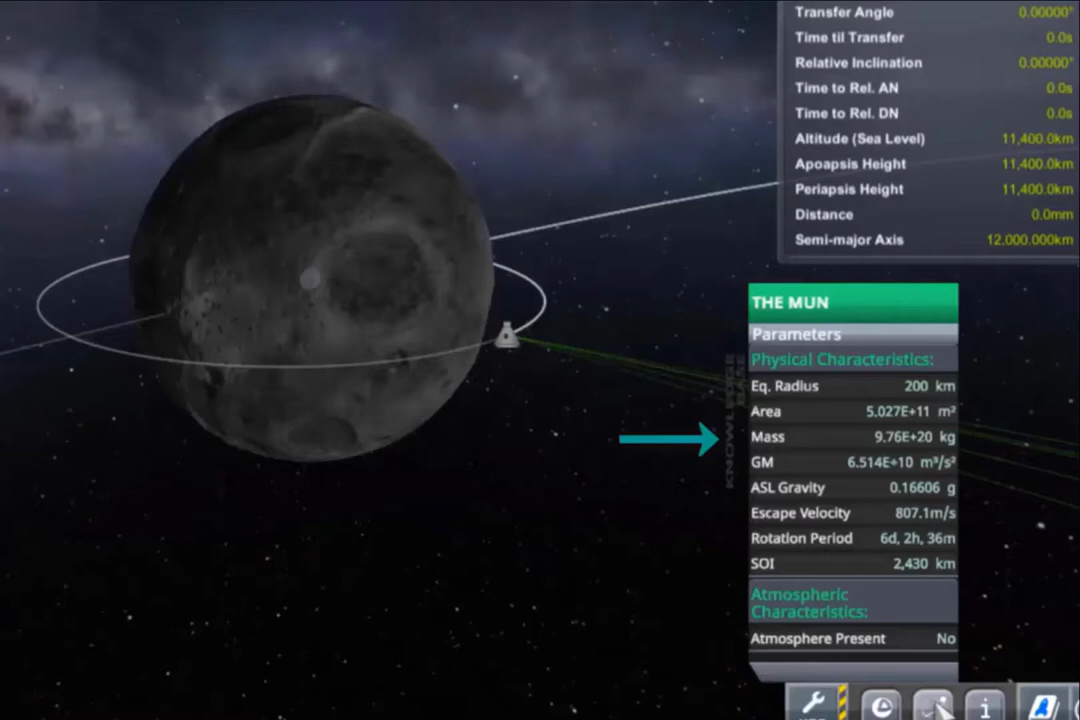 Transfer Angle 0.00000°
Time til Transfer 0.0s
Relative Inclination 0.00000°
Time to Rel. AN 0.0s
Time to Rel. DN 0.0s
Altitude (Sea Level) 11,400.0km
Apoapsis Height 11,400.0km
Periapsis Height 11,400.0km
Distance 0.0mm
Semi-major Axis 12,000.000km
THE MUN
Parameters
Physical Characteristics:
Eq. Radius 200 km
Area 5.027E+11 m²
Mass 9.76E+20 kg
GM 6.514E+10 m³/s²
ASL Gravity 0.16606 g
Escape Velocity 807.1m/s
Rotation Period 6d, 2h, 36m
SOI 2,430 km
Atmospheric
Characteristics:
Atmosphere Present No
KNOWLEDGE
BASE